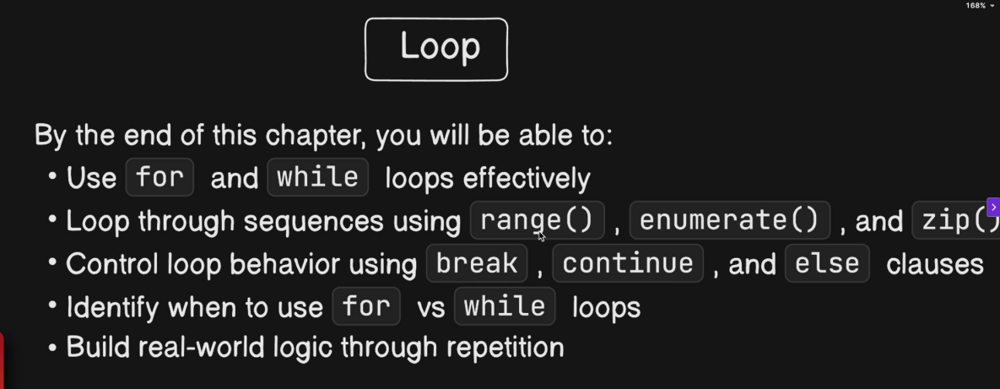 168%
Loop
By the end of this chapter, you will be able to:
• Use for and while loops effectively
• Loop through sequences using range() , enumerate() , and zip()
• Control loop behavior using break , continue , and else clauses
• Identify when to use for vs while loops
• Build real-world logic through repetition